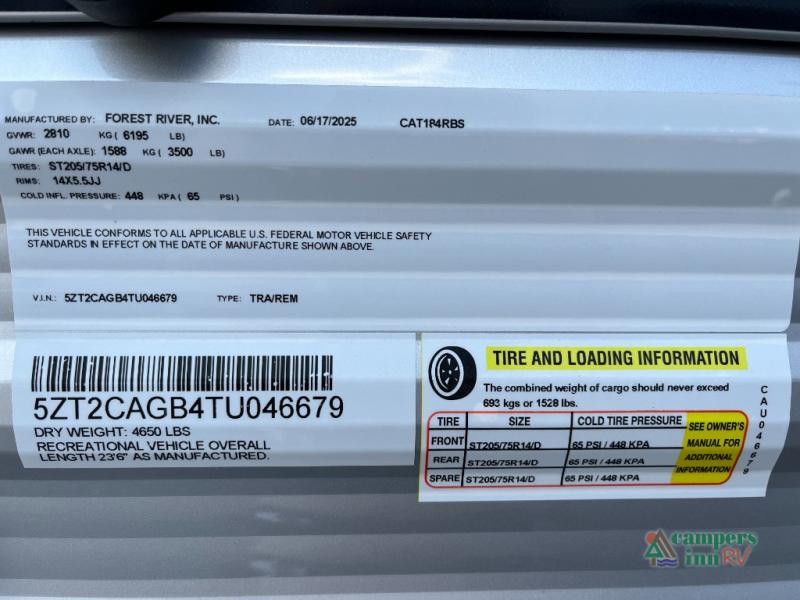 MANUFACTURED BY: FOREST RIVER, INC. DATE: 06/17/2025 CAT184RBS
GVWR: 2810 KG ( 6195 LB)
GAWR (EACH AXLE): 1588 KG ( 3500 LB)
TIRES: ST205/75R14/D
RIMS: 14X5.5JJ
COLD INFL. PRESSURE: 448 KPA ( 65 PSI )
THIS VEHICLE CONFORMS TO ALL APPLICABLE U.S. FEDERAL MOTOR VEHICLE SAFETY
STANDARDS IN EFFECT ON THE DATE OF MANUFACTURE SHOWN ABOVE.
V.I.N.: 5ZT2CAGB4TU046679 TYPE: TRA/REM
5ZT2CAGB4TU046679
DRY WEIGHT: 4650 LBS
RECREATIONAL VEHICLE OVERALL
LENGTH 23'6" AS MANUFACTURED.
TIRE AND LOADING INFORMATION
The combined weight of cargo should never exceed
693 kgs or 1528 lbs.
TIRE SIZE COLD TIRE PRESSURE
FRONT ST205/75R14/D 65 PSI / 448 KPA
REAR ST205/75R14/D 65 PSI / 448 KPA
SPARE ST205/75R14/D 65 PSI / 448 KPA
SEE OWNER'S
MANUAL FOR
ADDITIONAL
INFORMATION
CAU046679
campers
inn RV